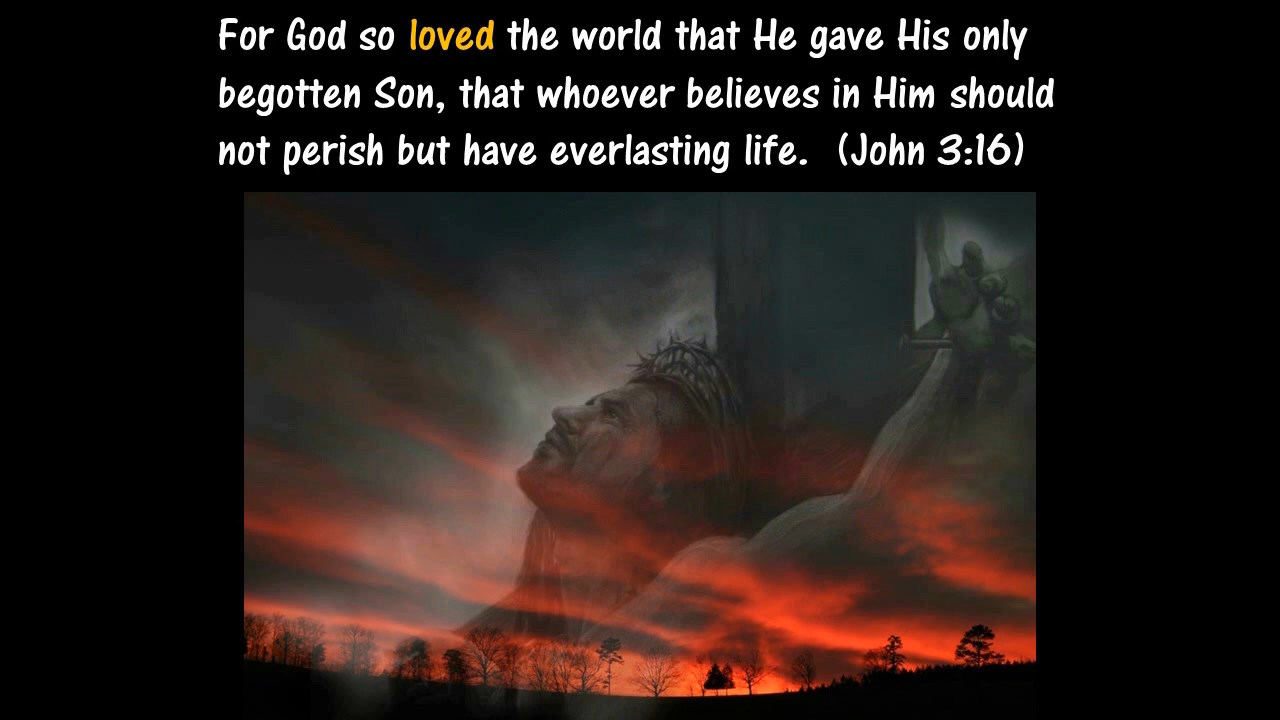 For God so loved the world that He gave His only
begotten Son, that whoever believes in Him should
not perish but have everlasting life.  (John 3:16)